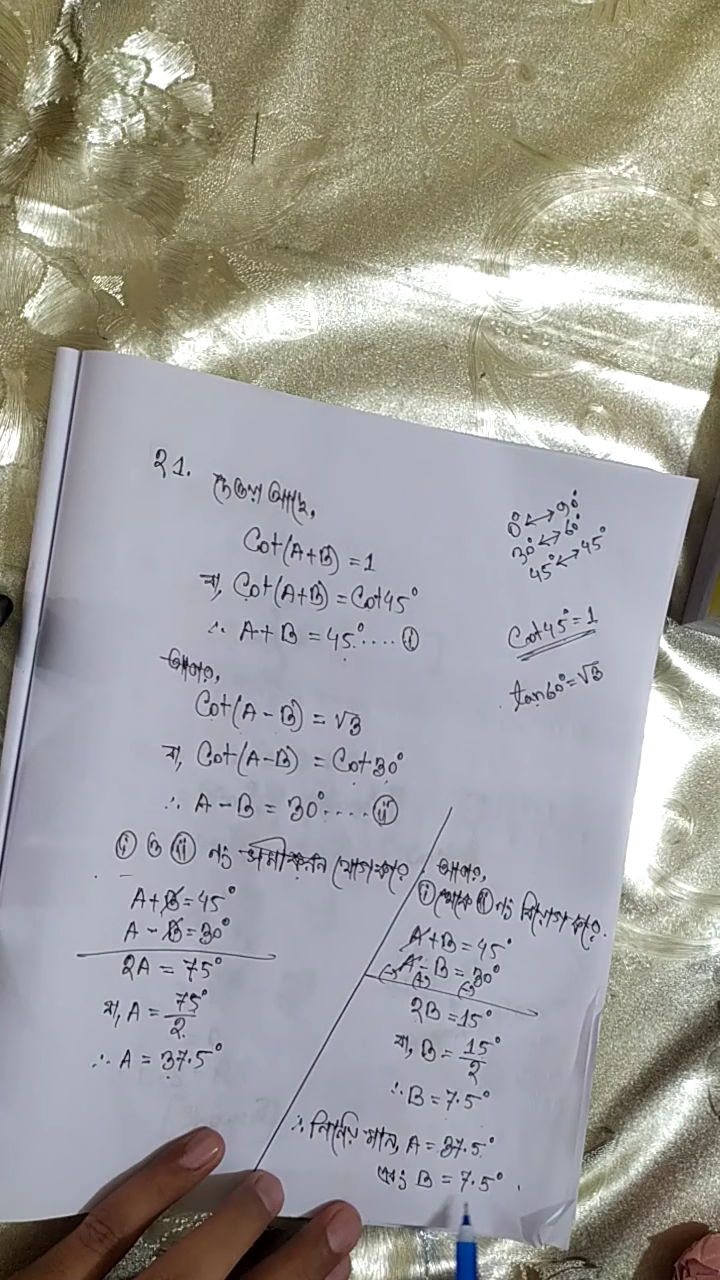 ২1.
দেওয়া আছে,
Cot(A+B) = 1
বা, Cot(A+B) = Cot45°
∴ A+B = 45°....ⓘ
আবার,
Cot(A-B) = √3
বা, Cot(A-B) = Cot30°
∴ A-B = 30°....ⓘⓘ
ⓘ ও ⓘⓘ নং সমীকরন যোগ করে
A+B = 45°
A-B = 30°
2A = 75°
বা, A = 75°/2
∴ A = 37.5°
আবার,
ⓘ থেকে ⓘⓘ নং বিয়োগ করে.
A+B = 45°
A-B = 30°
(-) (+) (-)
2B = 15°
বা, B = 15°/2
∴ B = 7.5°
∴ নির্ণেয় মান, A = 37.5°
এবং B = 7.5°.
0° ↔ 90°
30° ↔ 60°
45° ↔ 45°
Cot45° = 1
tan60° = √3